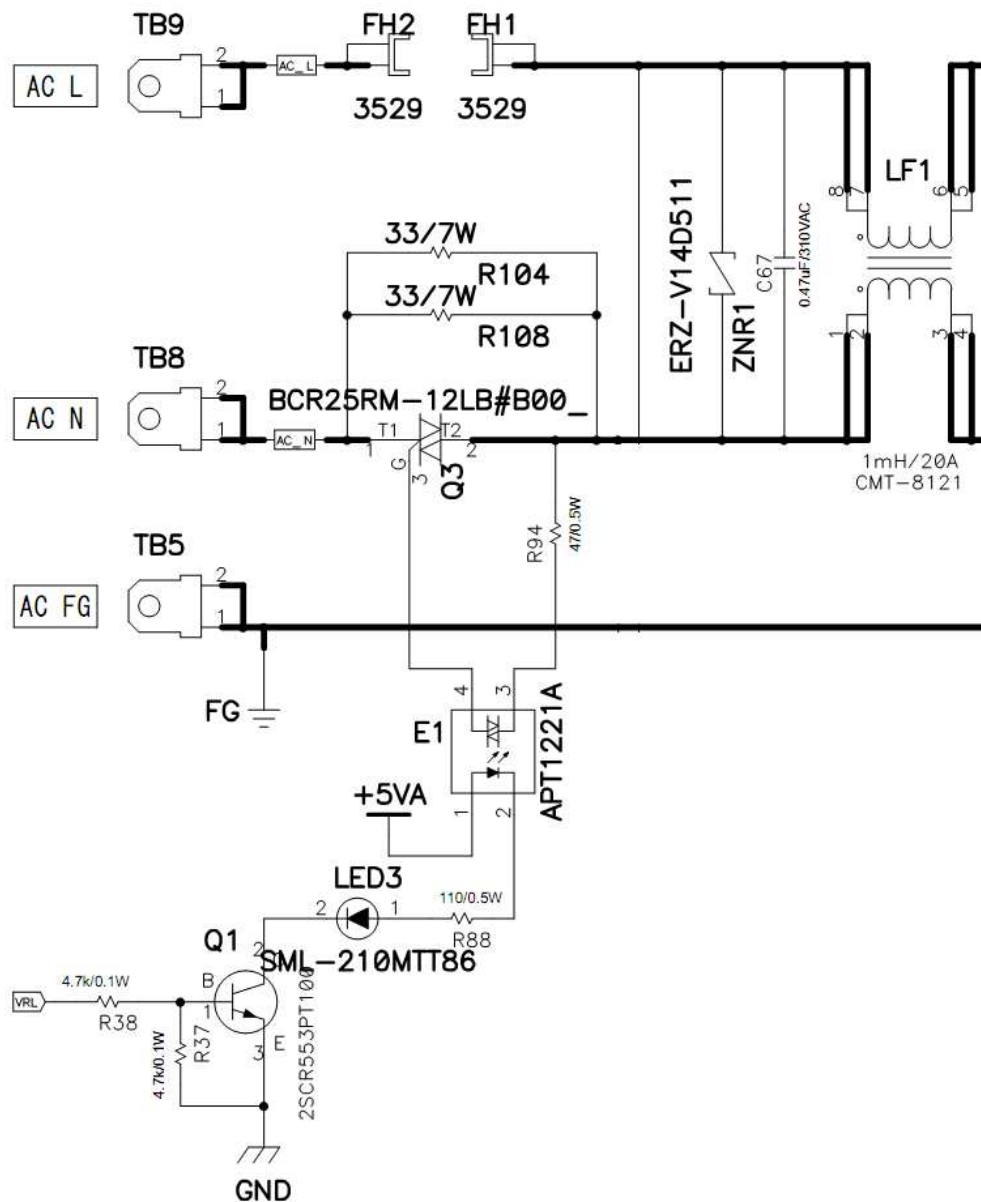 TB9
FH2
FH1
AC L
2
1
AC_L
3529
3529
LF1
8
7
6
5
33/7W
R104
33/7W
R108
ERZ-V14D511
ZNR1
C67
0.47uF/310VAC
1
2
3
4
TB8
AC N
2
1
AC_N
BCR25RM-12LB#B00_
T1
T2
1
2
G
3
Q3
1mH/20A
CMT-8121
R94
47/0.5W
TB5
AC FG
2
1
FG
4
3
E1
APT1221A
+5VA
1
2
LED3
2
1
110/0.5W
R88
SML-210MTT86
Q1
2
B
1
E
3
2SCR553PT100
VRL
4.7k/0.1W
R38
4.7k/0.1W
R37
GND